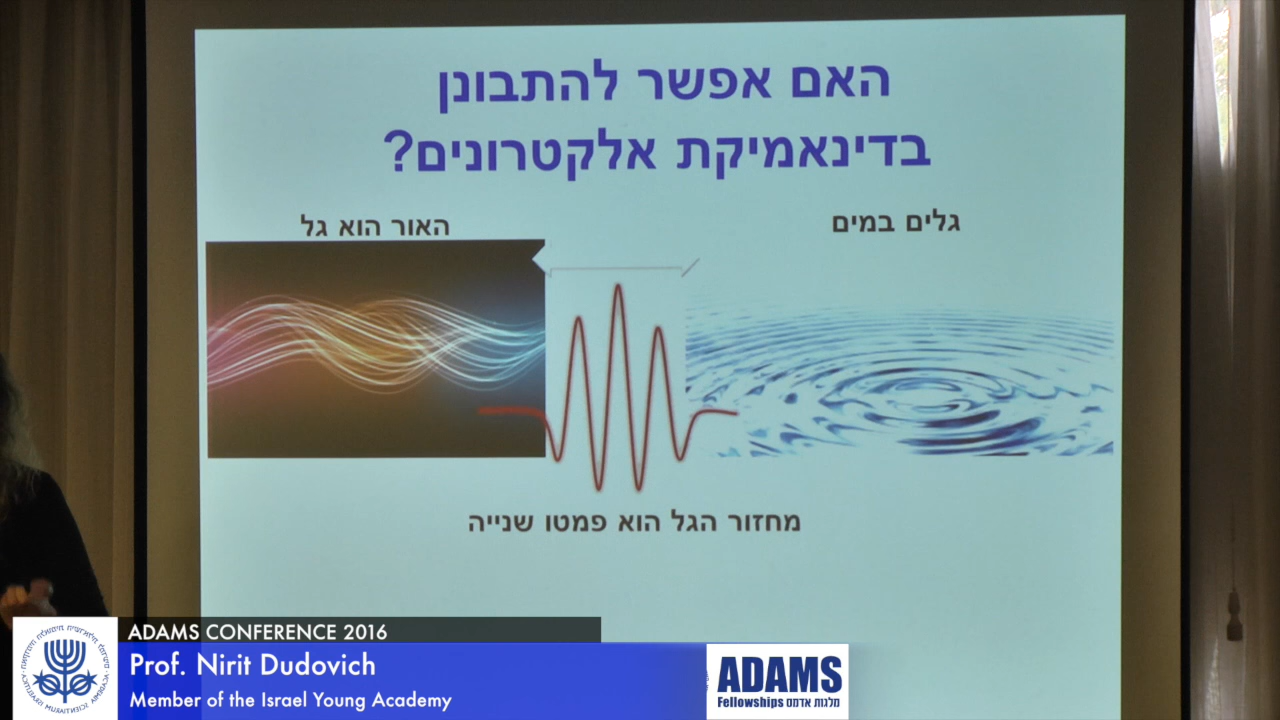 האם אפשר להתבונן
בדינאמיקת אלקטרונים?
גלים במים
האור הוא גל
מחזור הגל הוא פמטו שנייה
ADAMS CONFERENCE 2016
Prof. Nirit Dudovich
Member of the Israel Young Academy
ADAMS
Fellowships מלגות אדמס